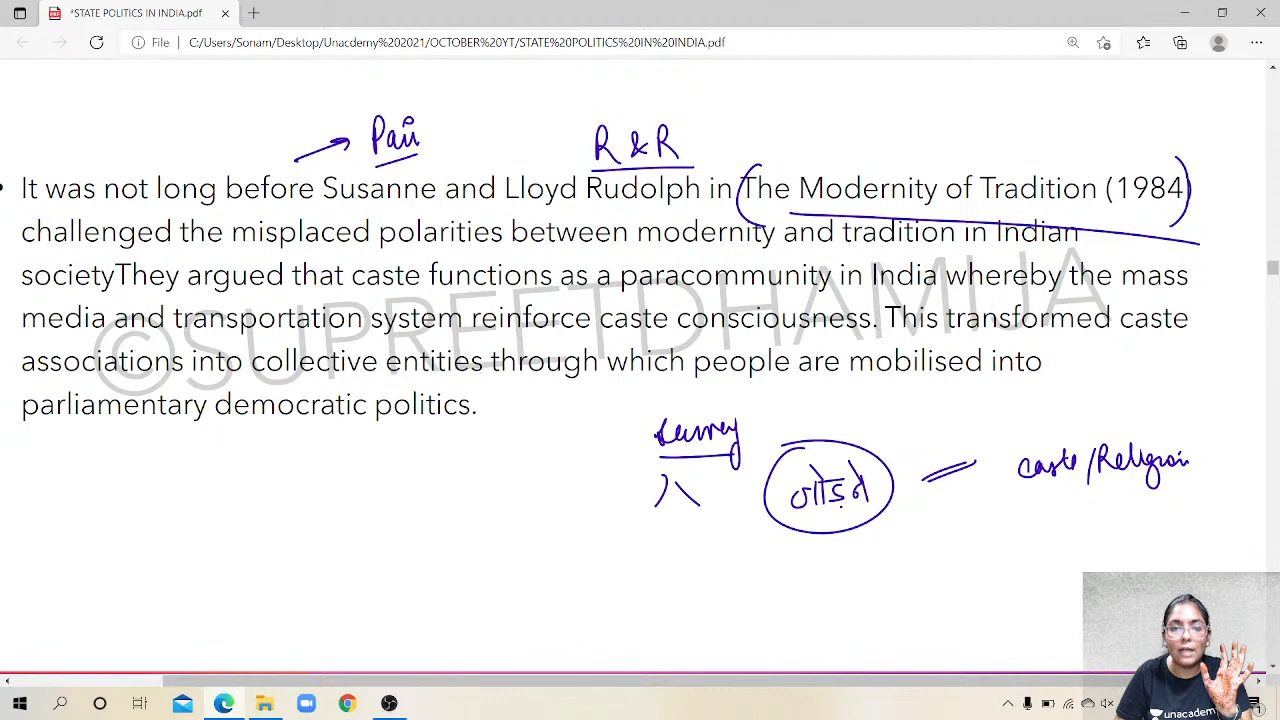 *STATE POLITICS IN INDIA.pdf
File C:/Users/Sonam/Desktop/Unacdemy%202021/OCTOBER%20YT/STATE%20POLITICS%20IN%20INDIA.pdf
Pair R & R
• It was not long before Susanne and Lloyd Rudolph in The Modernity of Tradition (1984)
challenged the misplaced polarities between modernity and tradition in Indian
societyThey argued that caste functions as a paracommunity in India whereby the mass
media and transportation system reinforce caste consciousness. This transformed caste
associations into collective entities through which people are mobilised into
parliamentary democratic politics.
©SUPREETDHAMIJA
Survey
caste/Religion
unacademy